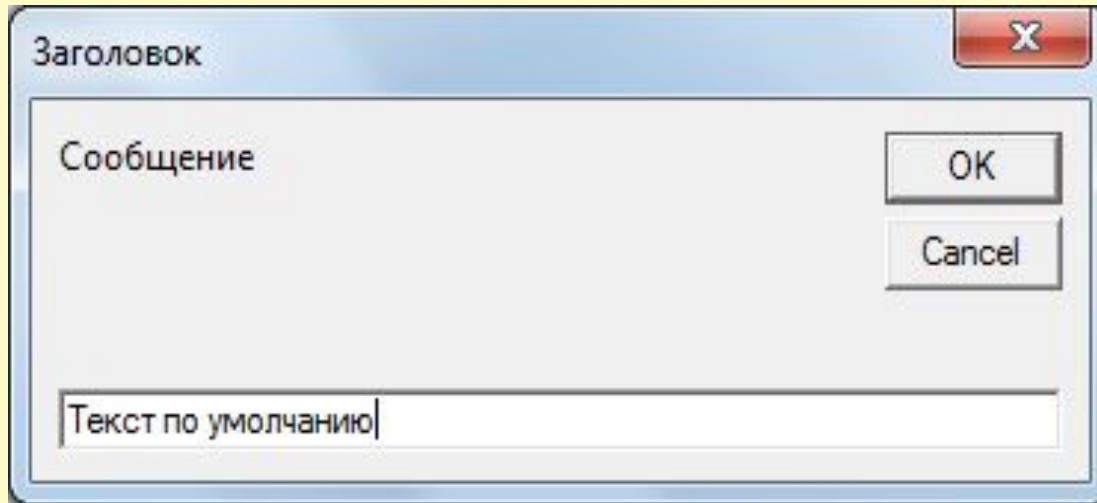 Заголовок
Сообщение
OK
Cancel
Текст по умолчанию